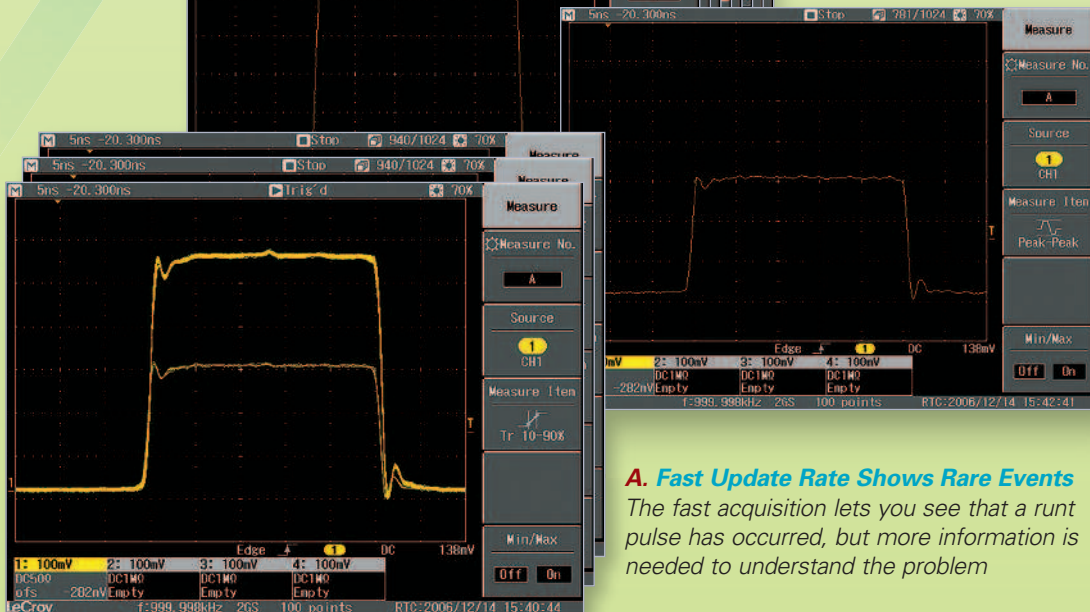 M 5ns -20.300ns Stop 781/1024 70%
Measure
Measure No.
A
Source
1
CH1
Measure Item
Peak-Peak
T
Min/Max
Off On
Edge 1 DC 138mV
2: 100mV 3: 100mV 4: 100mV
DC1MΩ DC1MΩ DC1MΩ
-282mV Empty Empty Empty
f:999.998kHz 2GS 100 points RTC:2006/12/14 15:42:41
M 5ns -20.300ns Stop 940/1024 70%
Measure
M 5ns -20.300ns Stop 940/1024 70%
Measure
M 5ns -20.300ns Trig'd 70%
Measure
Measure No.
A
Source
1
CH1
Measure Item
Tr 10-90%
T
1
Min/Max
Off On
Edge 1 DC 138mV
1: 100mV 2: 100mV 3: 100mV 4: 100mV
DC50Ω DC1MΩ DC1MΩ DC1MΩ
ofs -282mV Empty Empty Empty
LeCroy f:999.998kHz 2GS 100 points RTC:2006/12/14 15:40:44
A. Fast Update Rate Shows Rare Events
The fast acquisition lets you see that a runt
pulse has occurred, but more information is
needed to understand the problem